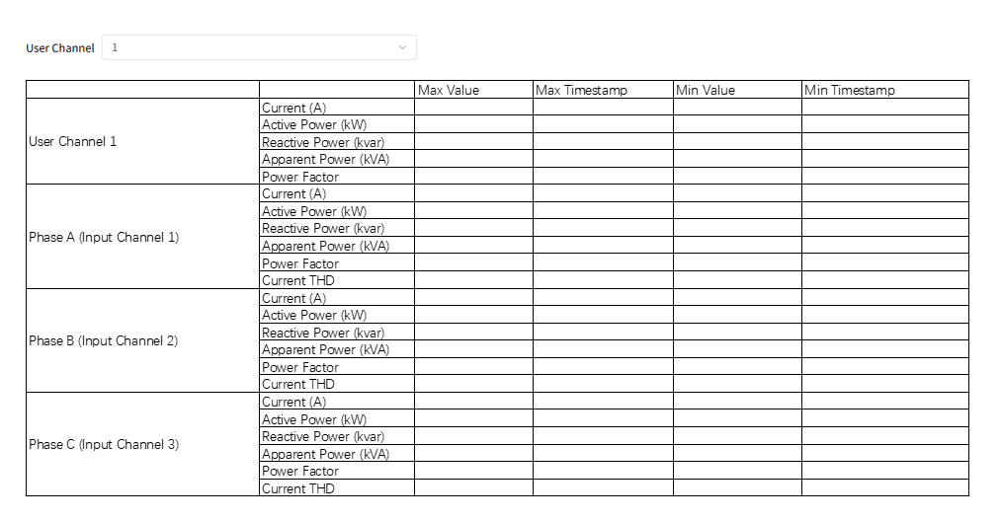 User Channel 1
Max Value Max Timestamp Min Value Min Timestamp
User Channel 1
Current (A)
Active Power (kW)
Reactive Power (kvar)
Apparent Power (kVA)
Power Factor
Phase A (Input Channel 1)
Current (A)
Active Power (kW)
Reactive Power (kvar)
Apparent Power (kVA)
Power Factor
Current THD
Phase B (Input Channel 2)
Current (A)
Active Power (kW)
Reactive Power (kvar)
Apparent Power (kVA)
Power Factor
Current THD
Phase C (Input Channel 3)
Current (A)
Active Power (kW)
Reactive Power (kvar)
Apparent Power (kVA)
Power Factor
Current THD